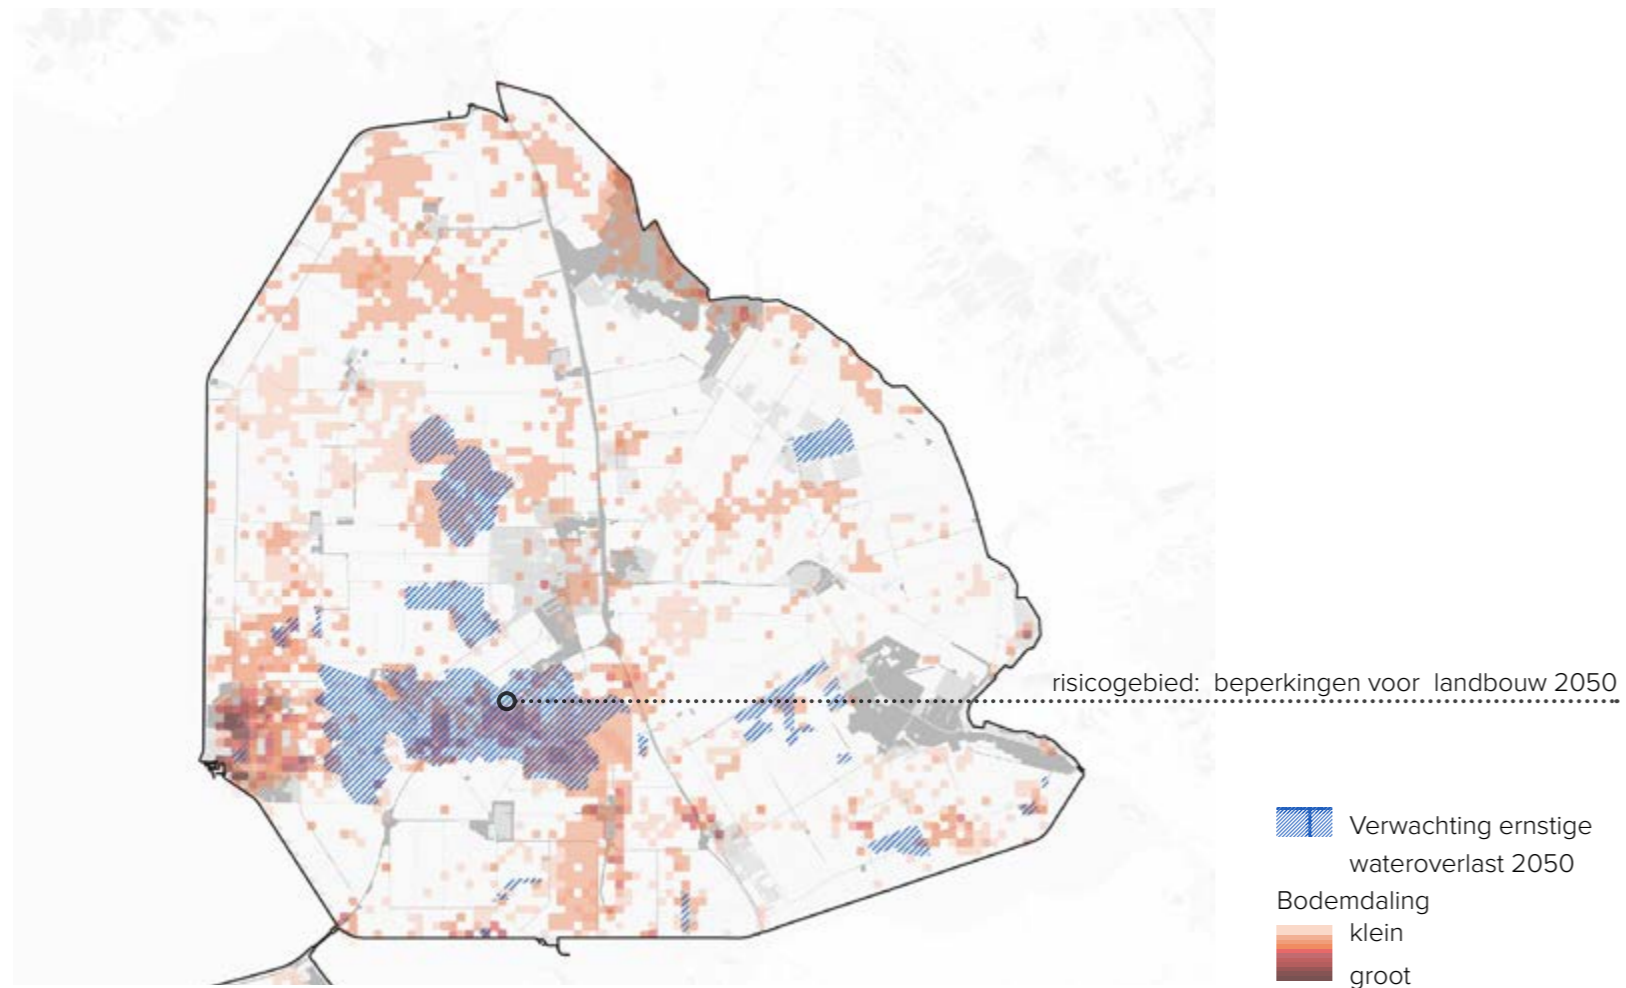 risicogebied: beperkingen voor landbouw 2050
Verwachting ernstige
wateroverlast 2050
Bodemdaling
klein
groot